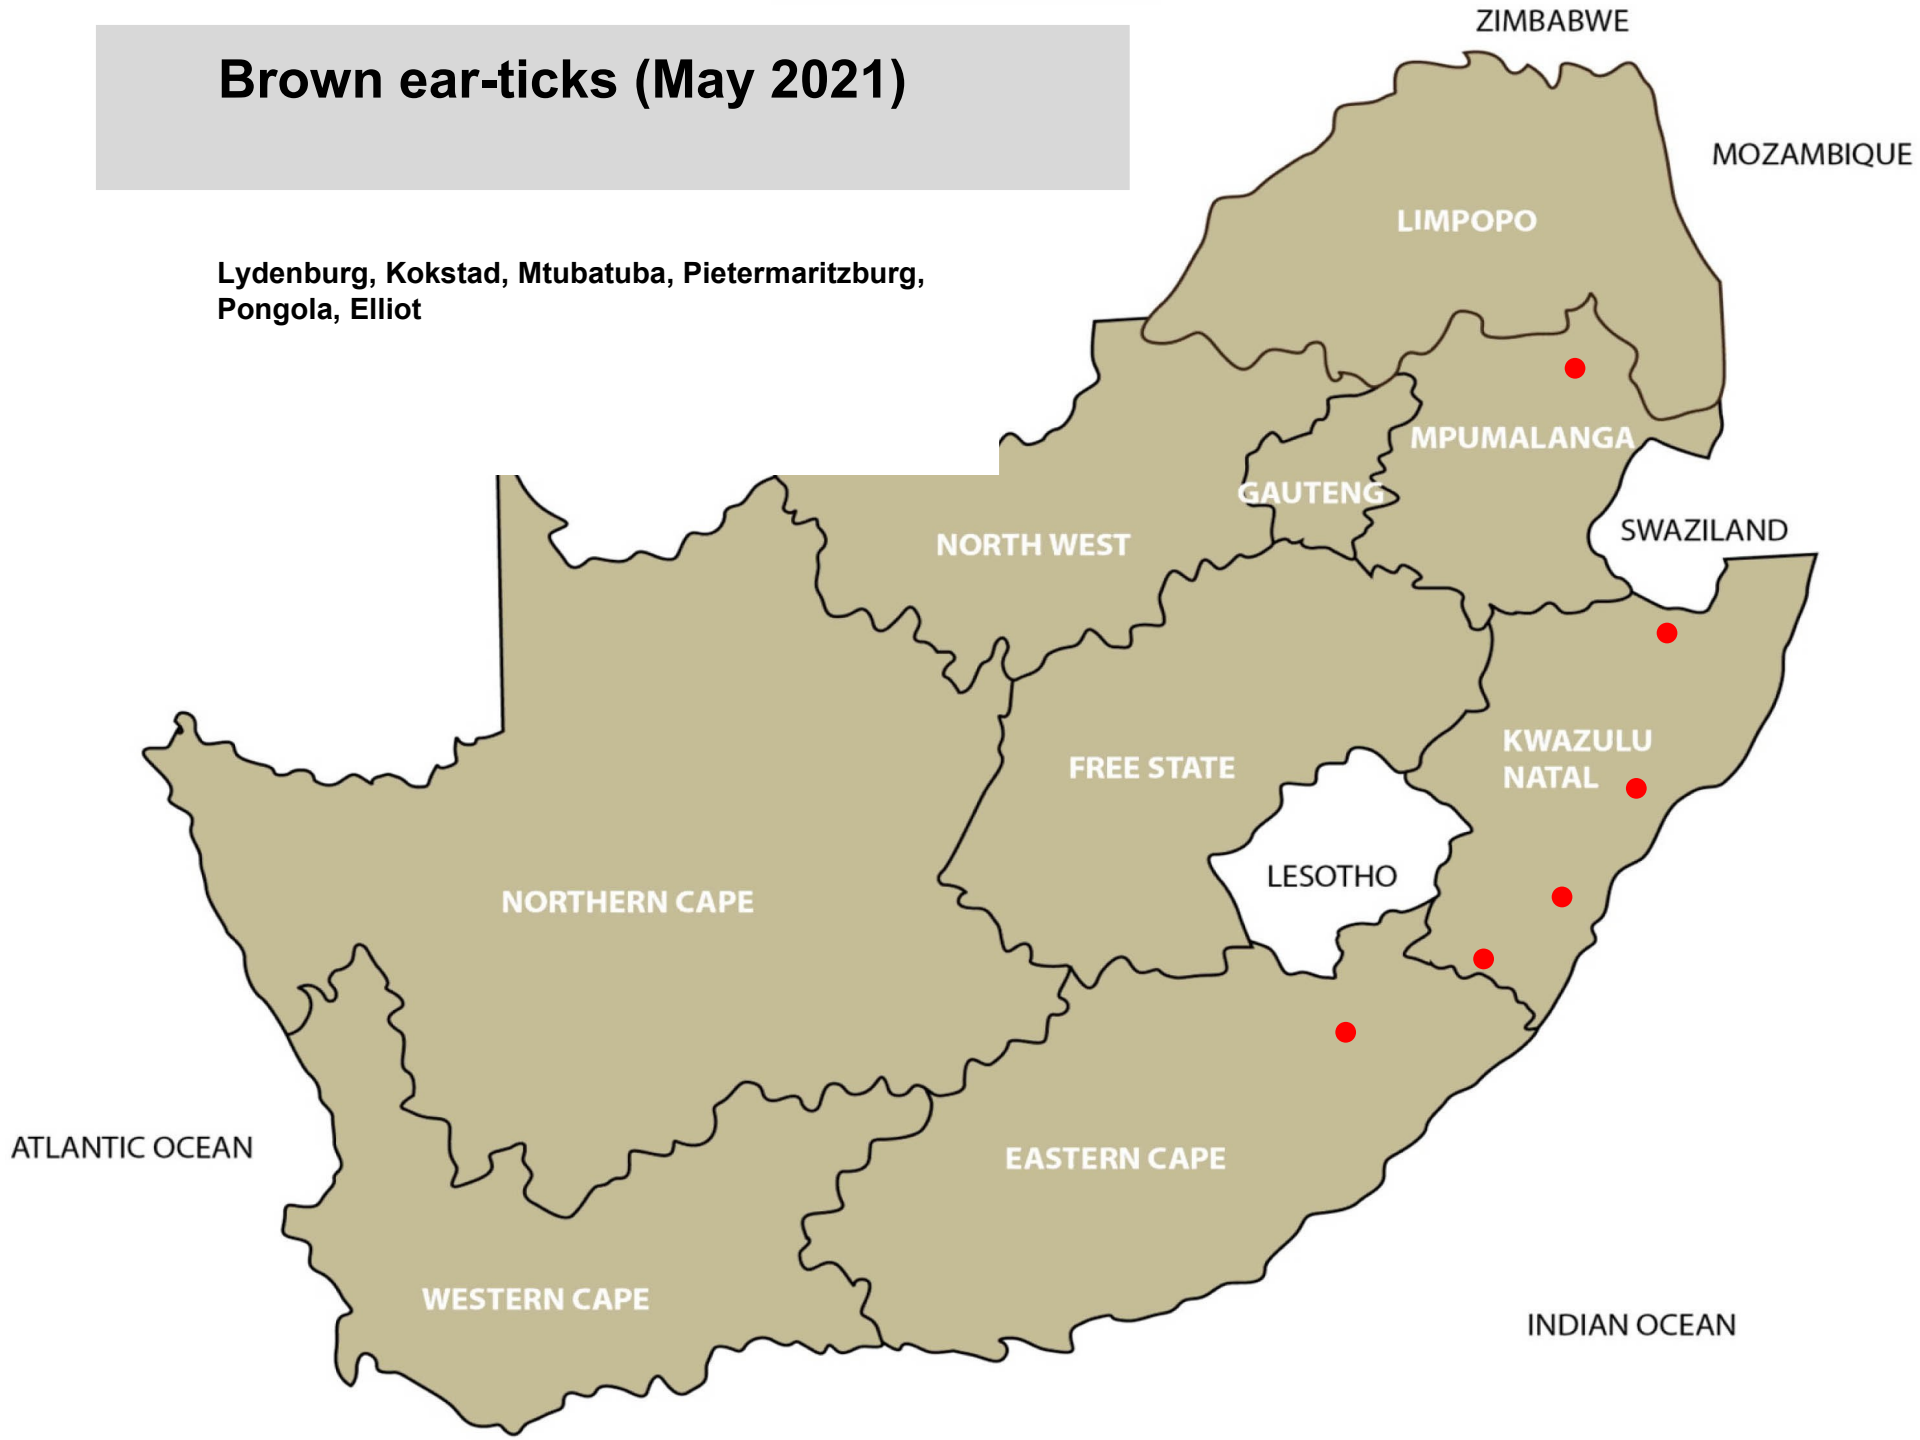 ZIMBABWE
Brown ear-ticks (May 2021)
MOZAMBIQUE
LIMPOPO
Lydenburg, Kokstad, Mtubatuba, Pietermaritzburg,
Pongola, Elliot
MPUMALANGA
GAUTENG
SWAZILAND
NORTH WEST
KWAZULU
NATAL
FREE STATE
LESOTHO
NORTHERN CAPE
ATLANTIC OCEAN
EASTERN CAPE
WESTERN CAPE
INDIAN OCEAN